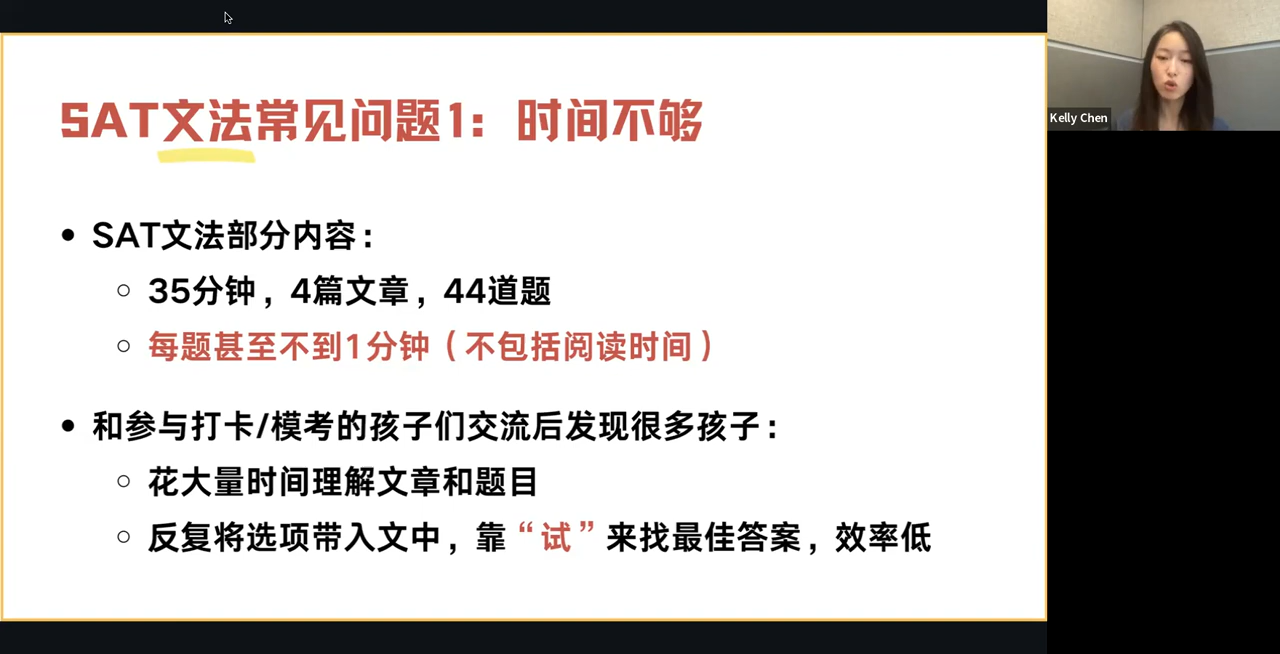 SAT文法常见问题1：时间不够
SAT文法部分内容：
35分钟，4篇文章，44道题
每题甚至不到1分钟（不包括阅读时间）
和参与打卡/模考的孩子们交流后发现很多孩子：
花大量时间理解文章和题目
反复将选项带入文中，靠“试”来找最佳答案，效率低
Kelly Chen